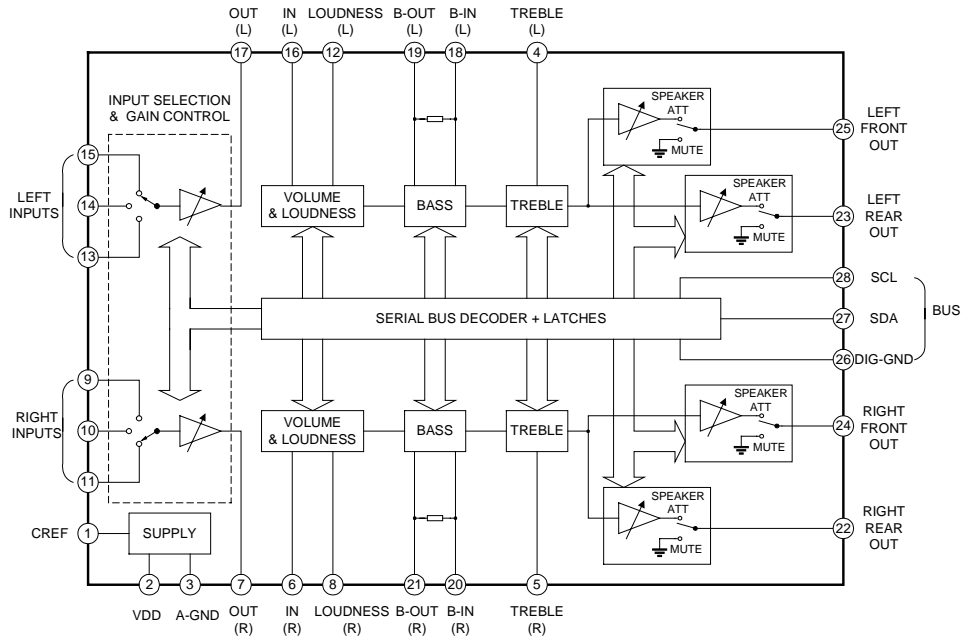 OUT IN LOUDNESS B-OUT B-IN TREBLE
(L) (L) (L) (L) (L) (L)
17 16 12 19 18 4
INPUT SELECTION
& GAIN CONTROL
SPEAKER
ATT
MUTE
25
LEFT
FRONT
OUT
15
LEFT
INPUTS
14
13
VOLUME
& LOUDNESS
BASS
TREBLE
SPEAKER
ATT
MUTE
23
LEFT
REAR
OUT
SERIAL BUS DECODER + LATCHES
28 SCL
27 SDA
26 DIG-GND
BUS
9
RIGHT
INPUTS
10
11
VOLUME
& LOUDNESS
BASS
TREBLE
SPEAKER
ATT
MUTE
24
RIGHT
FRONT
OUT
SPEAKER
ATT
MUTE
22
RIGHT
REAR
OUT
CREF 1
SUPPLY
2 3 7 6 8 21 20 5
VDD A-GND OUT IN LOUDNESS B-OUT B-IN TREBLE
(R) (R) (R) (R) (R) (R)